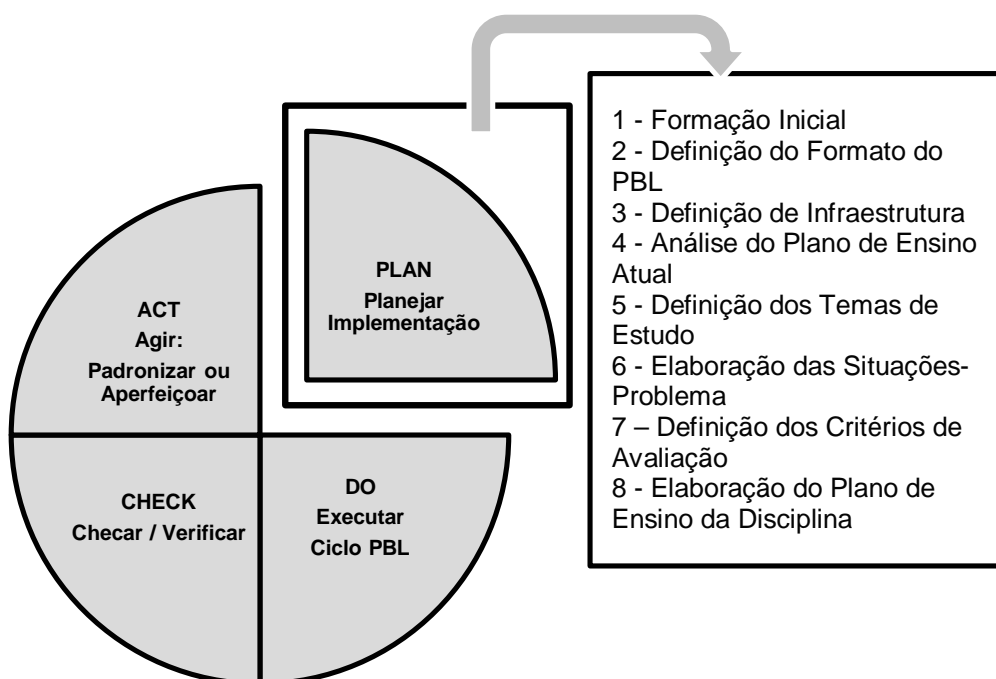 PLAN
Planejar
Implementação
ACT
Agir:
Padronizar ou
Aperfeiçoar
CHECK
Checar / Verificar
DO
Executar
Ciclo PBL
1 - Formação Inicial
2 - Definição do Formato do
PBL
3 - Definição de Infraestrutura
4 - Análise do Plano de Ensino
Atual
5 - Definição dos Temas de
Estudo
6 - Elaboração das Situações-
Problema
7 – Definição dos Critérios de
Avaliação
8 - Elaboração do Plano de
Ensino da Disciplina